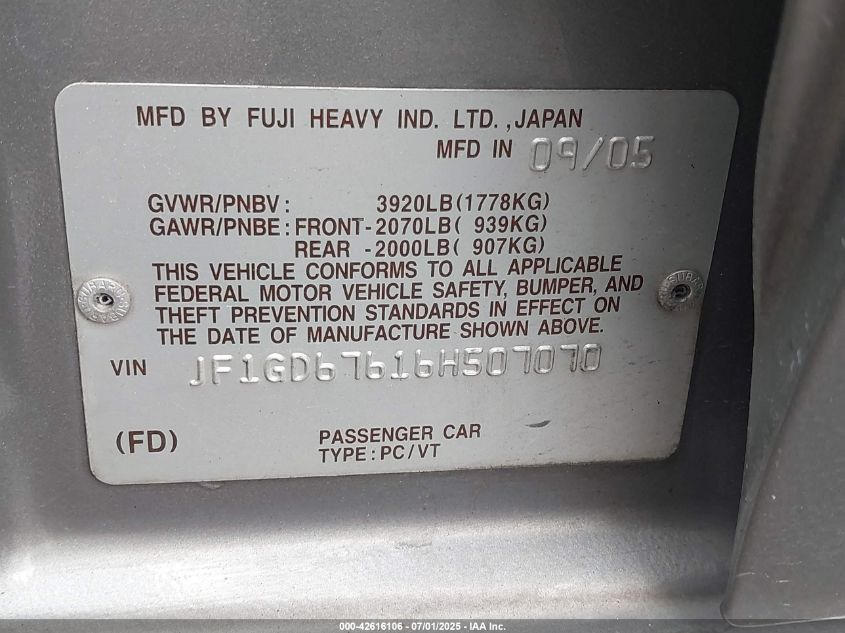 MFD BY FUJI HEAVY IND. LTD.,JAPAN
MFD IN 09/05
GVWR/PNBV: 3920LB(1778KG)
GAWR/PNBE: FRONT-2070LB( 939KG)
REAR -2000LB( 907KG)
THIS VEHICLE CONFORMS TO ALL APPLICABLE
FEDERAL MOTOR VEHICLE SAFETY, BUMPER, AND
THEFT PREVENTION STANDARDS IN EFFECT ON
THE DATE OF MANUFACTURE SHOWN ABOVE.
VIN JF1GD67616H507070
(FD) PASSENGER CAR
TYPE:PC/VT
SUBARU
SUBARU
000-42616106 - 07/01/2025 - IAA Inc.